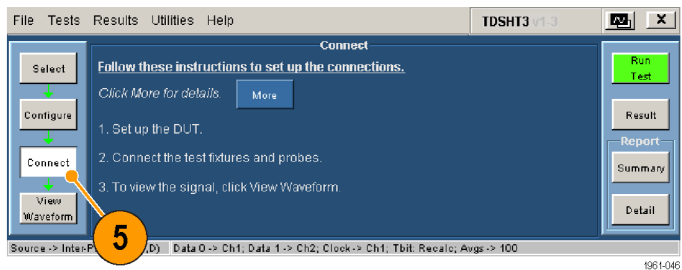 File Tests Results Utilities Help TDSHT3 v1-3 X
Connect
Select
Configure
Connect
View
Waveform
Follow these instructions to set up the connections.
Click More for details. More
1. Set up the DUT.
2. Connect the test fixtures and probes.
3. To view the signal, click View Waveform.
Run
Test
Result
Report
Summary
Detail
5
Source -> Inter-P ,D) Data 0 -> Ch1; Data 1 -> Ch2; Clock-> Ch1; Tbit: Recalc; Avgs -> 100
1961-046